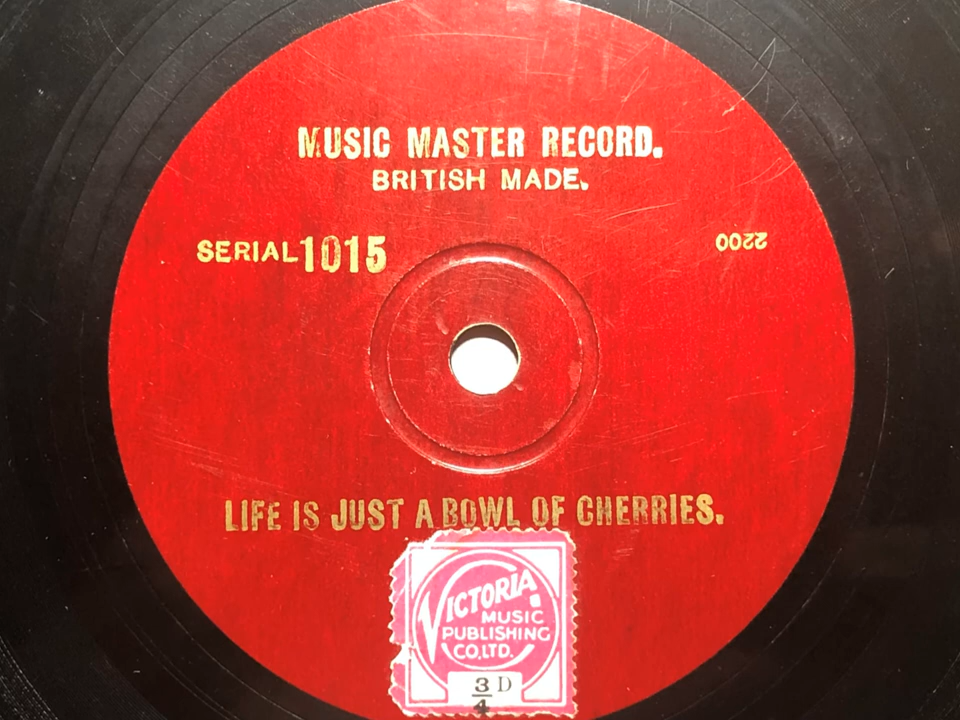 MUSIC MASTER RECORD.
BRITISH MADE.
SERIAL 1015
2200
LIFE IS JUST A BOWL OF CHERRIES.
VICTORIA
MUSIC
PUBLISHING
CO, LTD.
3/4 D